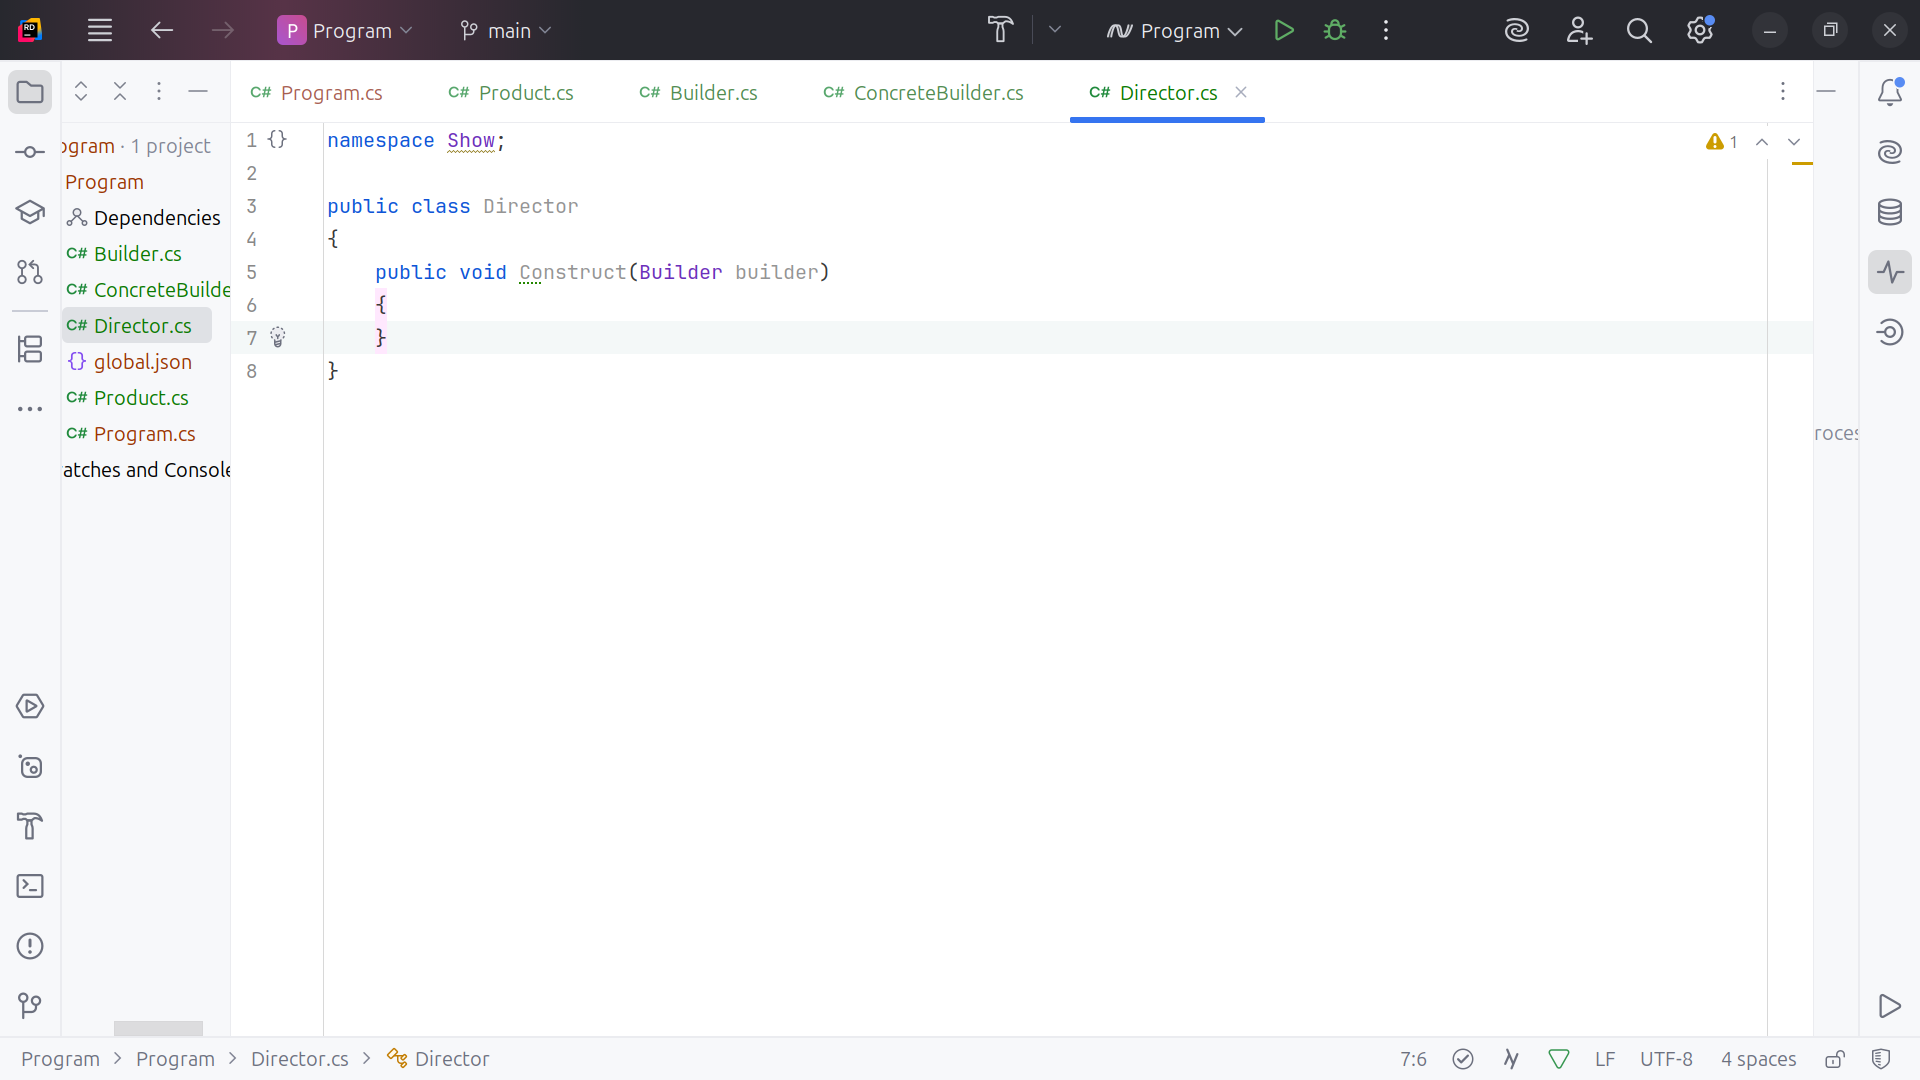 P Program main Program
C# Program.cs C# Product.cs C# Builder.cs C# ConcreteBuilder.cs C# Director.cs
ogram · 1 project
Program
Dependencies
C# Builder.cs
C# ConcreteBuilde
C# Director.cs
{} global.json
C# Product.cs
C# Program.cs
atches and Console
1 {} namespace Show;
2
3 public class Director
4 {
5 public void Construct(Builder builder)
6 {
7 }
8 }
1
roces
Program > Program > Director.cs > Director 7:6 LF UTF-8 4 spaces